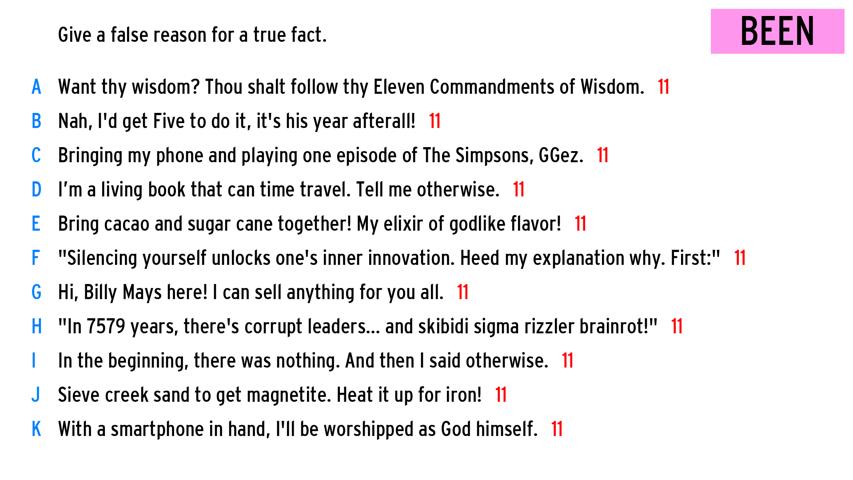 Give a false reason for a true fact.
BEEN
A Want thy wisdom? Thou shalt follow thy Eleven Commandments of Wisdom. 11
B Nah, I'd get Five to do it, it's his year afterall! 11
C Bringing my phone and playing one episode of The Simpsons, GGez. 11
D I'm a living book that can time travel. Tell me otherwise. 11
E Bring cacao and sugar cane together! My elixir of godlike flavor! 11
F "Silencing yourself unlocks one's inner innovation. Heed my explanation why. First:" 11
G Hi, Billy Mays here! I can sell anything for you all. 11
H "In 7579 years, there's corrupt leaders... and skibidi sigma rizzler brainrot!" 11
I In the beginning, there was nothing. And then I said otherwise. 11
J Sieve creek sand to get magnetite. Heat it up for iron! 11
K With a smartphone in hand, I'll be worshipped as God himself. 11